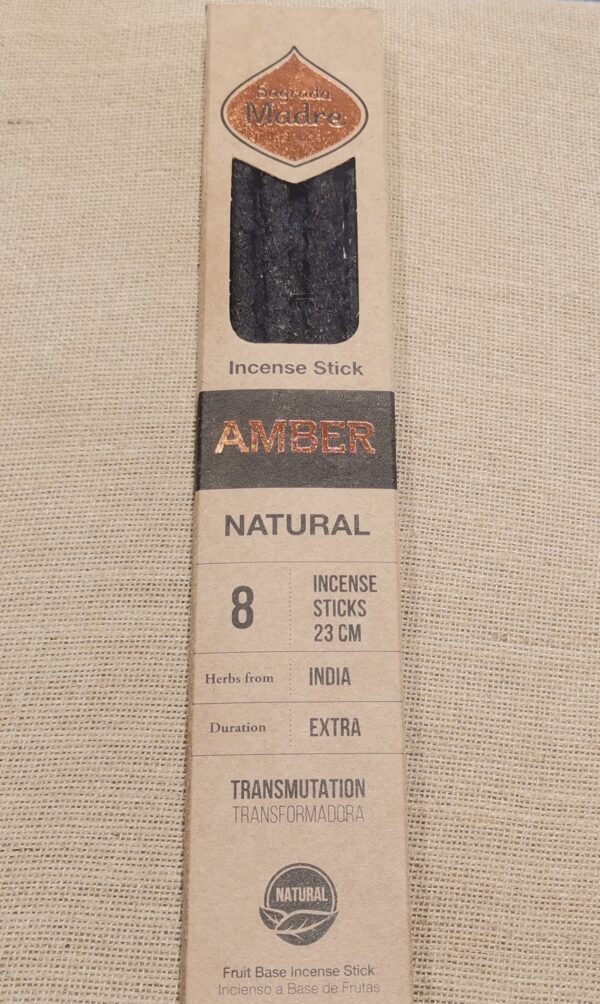 Sagrada
Madre
Incense Stick
AMBER
NATURAL
8
INCENSE
STICKS
23 CM
Herbs from
INDIA
Duration
EXTRA
TRANSMUTATION
TRANSFORMADORA
NATURAL
Fruit Base Incense Stick
Incienso a Base de Frutas